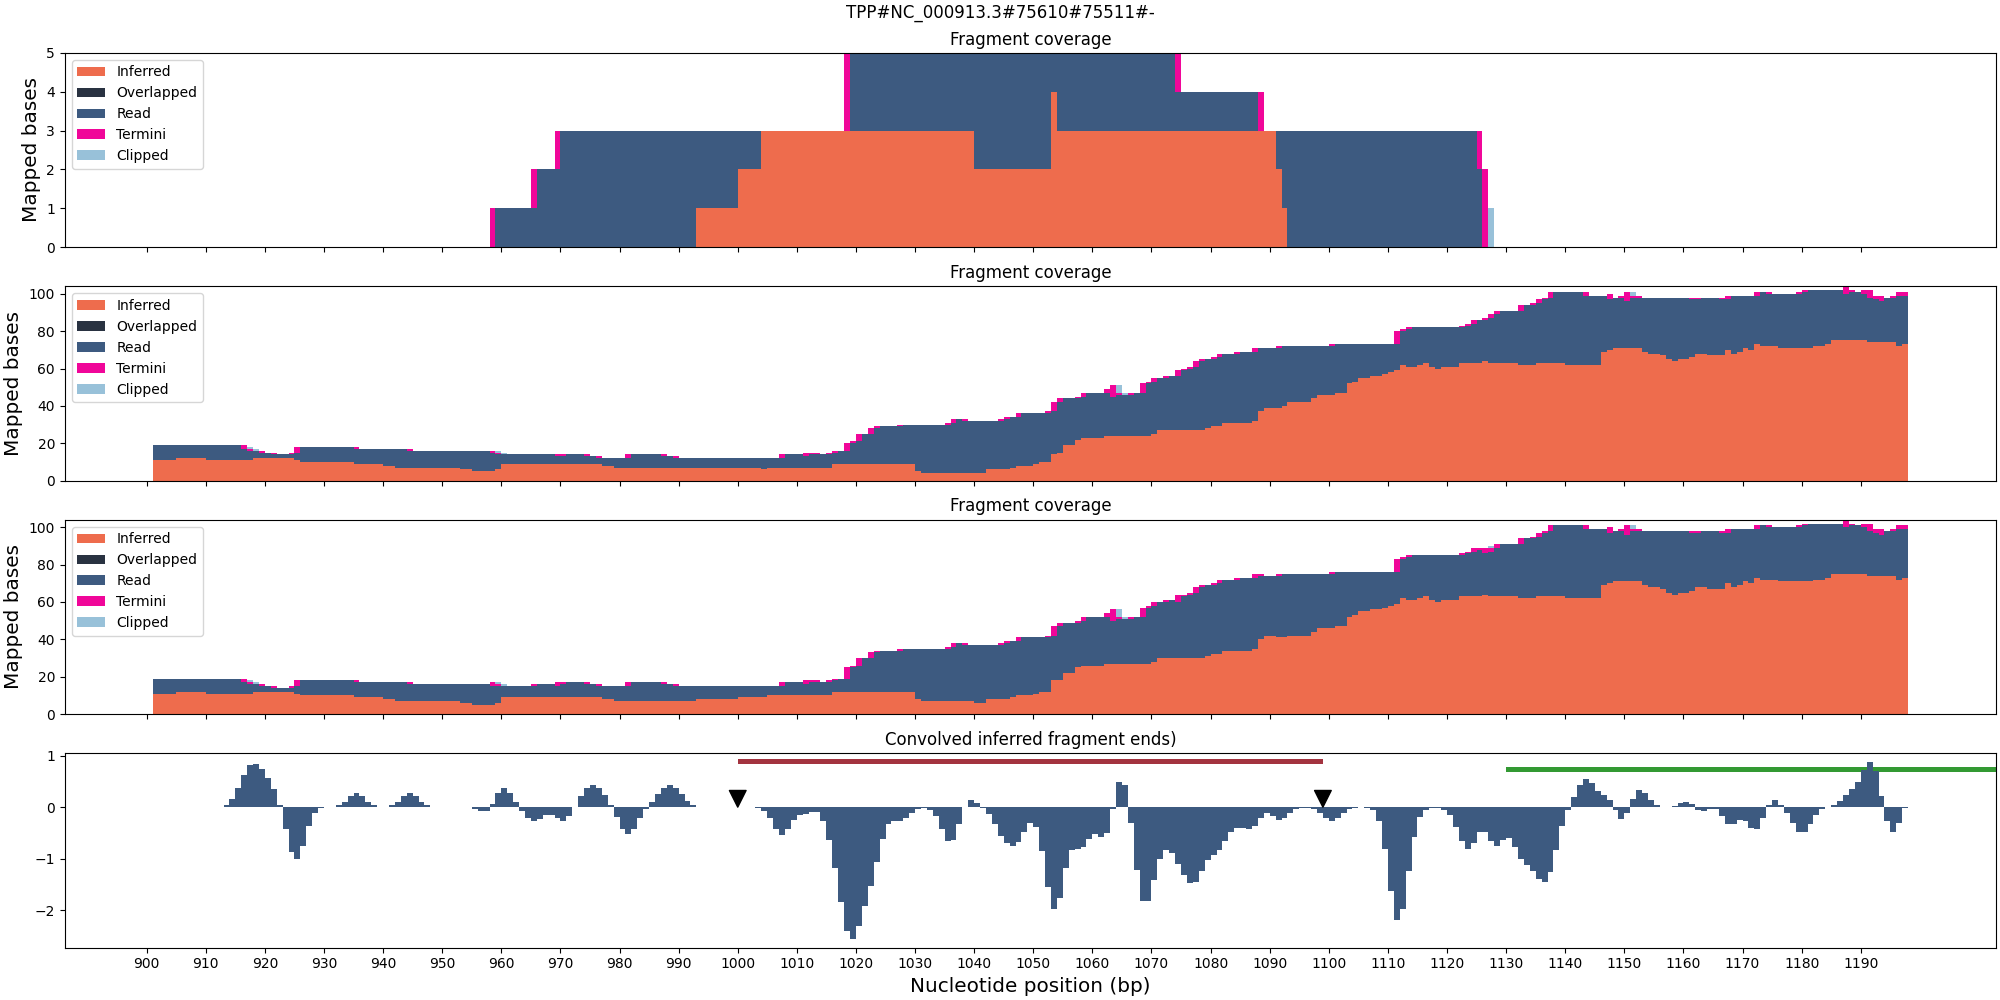 TPP#NC_000913.3#75610#75511#-
Fragment coverage
Mapped bases
5
4
3
2
1
0
Inferred
Overlapped
Read
Termini
Clipped
Fragment coverage
Mapped bases
100
80
60
40
20
0
Inferred
Overlapped
Read
Termini
Clipped
Fragment coverage
Mapped bases
100
80
60
40
20
0
Inferred
Overlapped
Read
Termini
Clipped
Convolved inferred fragment ends)
1
0
−1
−2
900 910 920 930 940 950 960 970 980 990 1000 1010 1020 1030 1040 1050 1060 1070 1080 1090 1100 1110 1120 1130 1140 1150 1160 1170 1180 1190
Nucleotide position (bp)